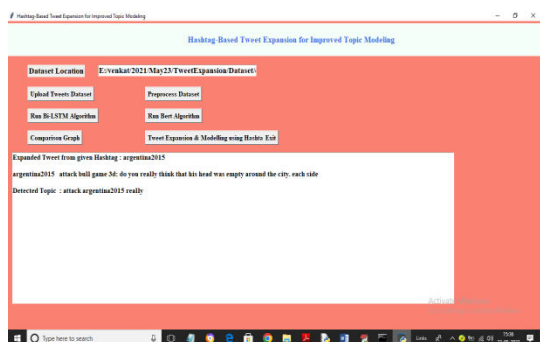 Hashtag-Based Tweet Expansion for Improved Topic Modeling
Hashtag-Based Tweet Expansion for Improved Topic Modeling
Dataset Location E:/venkat/2021/May23/TweetExpansion/Dataset\
Upload Tweets Dataset Preprocess Dataset
Run Bi-LSTM Algorithm Run Bert Algorithm
Comparison Graph Tweet Expansion & Modelling using Hashta Exit
Expanded Tweet from given Hashtag : argentina2015
argentina2015 attack bull game 3d: do you really think that his head was empty around the city. each side
Detected Topic : attack argentina2015 really
Type here to search Links